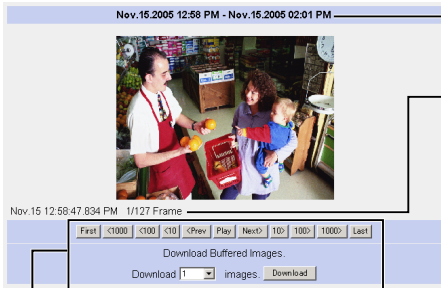 Nov.15.2005 12:58 PM - Nov.15.2005 02:01 PM
Nov.15 12:58:47.834 PM 1/127 Frame
First <1000 <100 <10 <Prev Play Next> 10> 100> 1000> Last
Download Buffered Images.
Download 1 images. Download